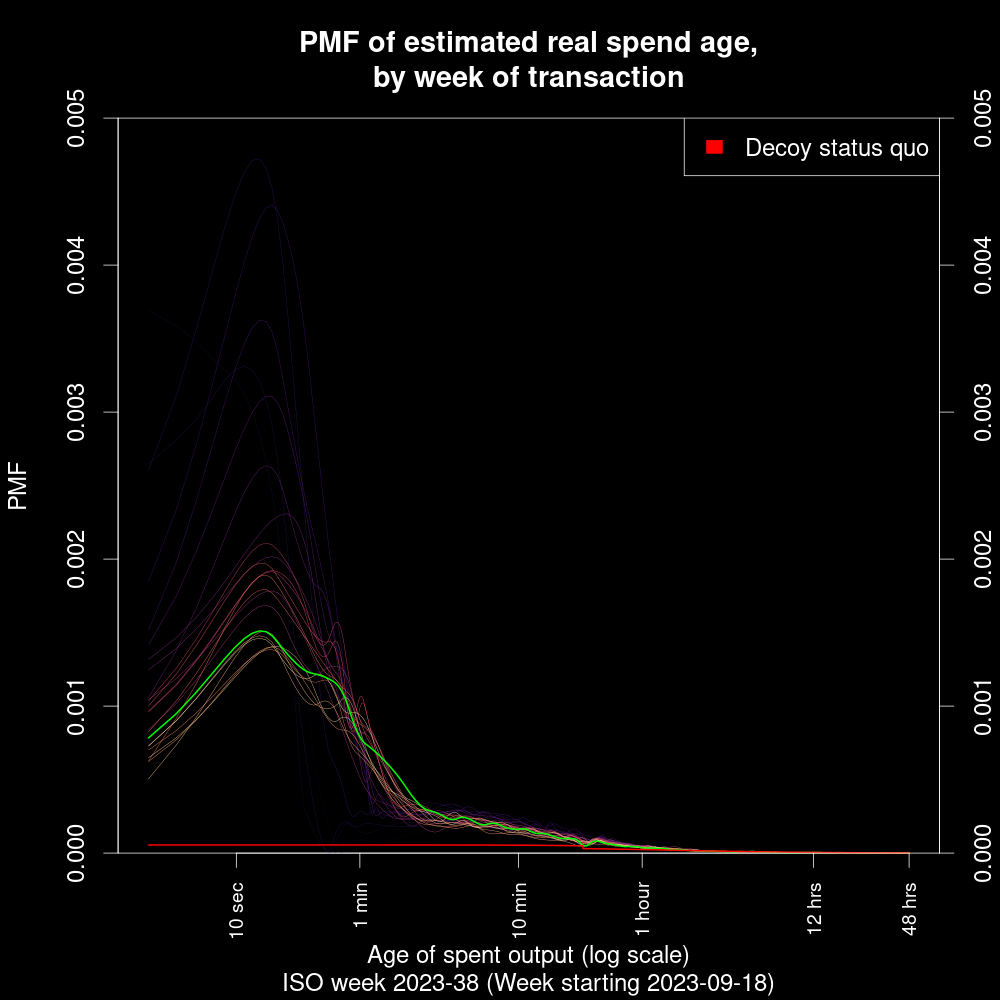 PMF of estimated real spend age,
by week of transaction
Decoy status quo
PMF
0.005
0.004
0.003
0.002
0.001
0.000
0.005
0.004
0.003
0.002
0.001
0.000
10 sec
1 min
10 min
1 hour
12 hrs
48 hrs
Age of spent output (log scale)
ISO week 2023-38 (Week starting 2023-09-18)